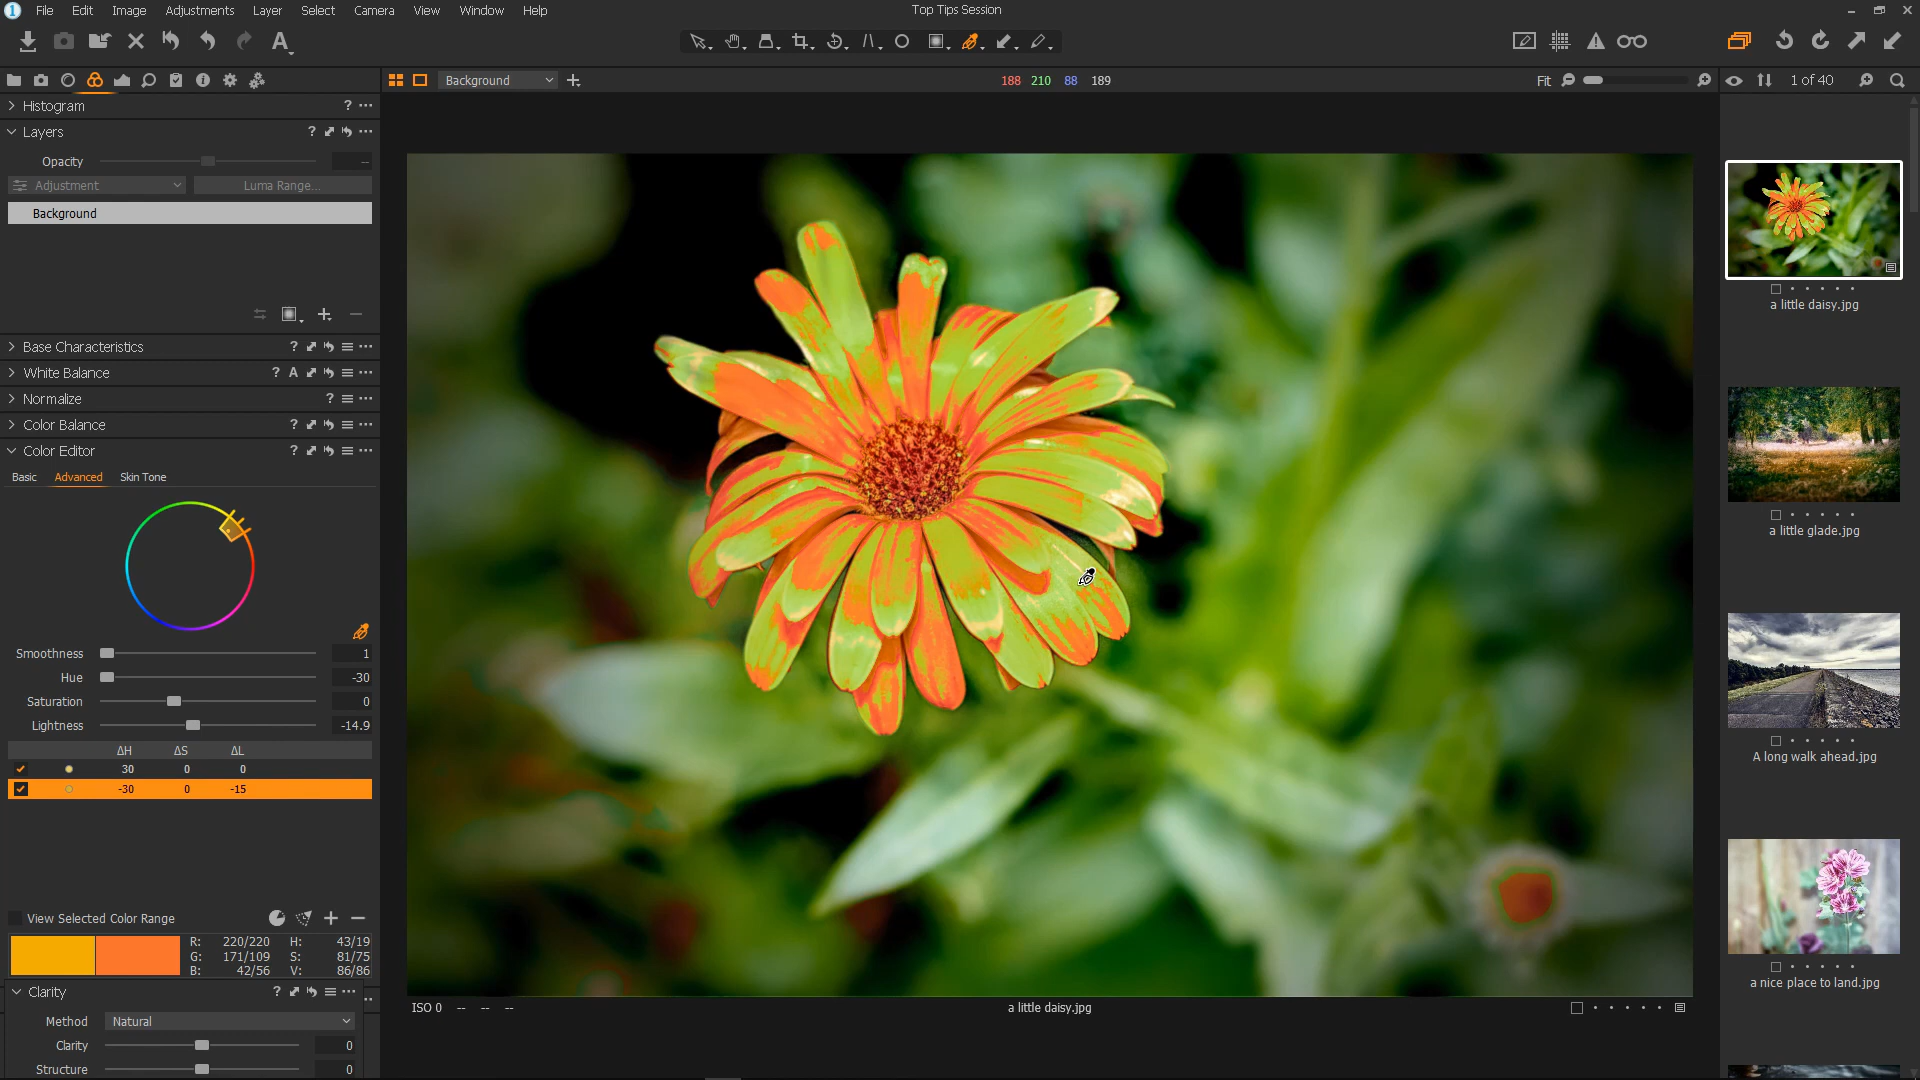 File Edit Image Adjustments Layer Select Camera View Window Help
Top Tips Session
Background
188 210 88 189
Fit
1 of 40
Histogram
Layers
Opacity --
Adjustment Luma Range...
Background
Base Characteristics
White Balance
Normalize
Color Balance
Color Editor
Basic Advanced Skin Tone
Smoothness 1
Hue -30
Saturation 0
Lightness -14.9
ΔH ΔS ΔL
30 0 0
-30 0 -15
View Selected Color Range
R: 220/220 H: 43/19
G: 171/109 S: 81/75
B: 42/56 V: 86/86
Clarity
Method Natural
Clarity 0
Structure 0
ISO 0 -- -- --
a little daisy.jpg
a little daisy.jpg
a little glade.jpg
A long walk ahead.jpg
a nice place to land.jpg